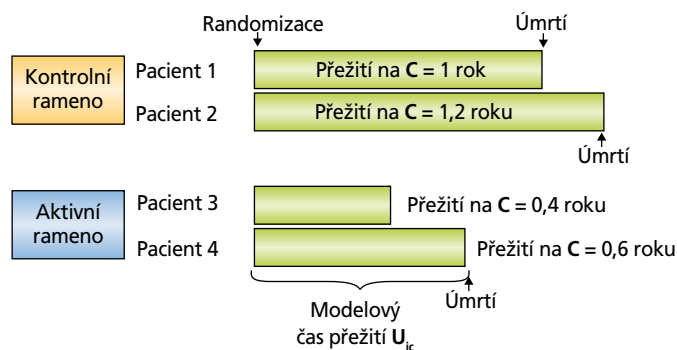 Randomizace
Úmrtí
Kontrolní
rameno
Pacient 1
Přežití na C = 1 rok
Pacient 2
Přežití na C = 1,2 roku
Úmrtí
Aktivní
rameno
Pacient 3
Přežití na C = 0,4 roku
Pacient 4
Přežití na C = 0,6 roku
Úmrtí
Modelový
čas přežití U_ic